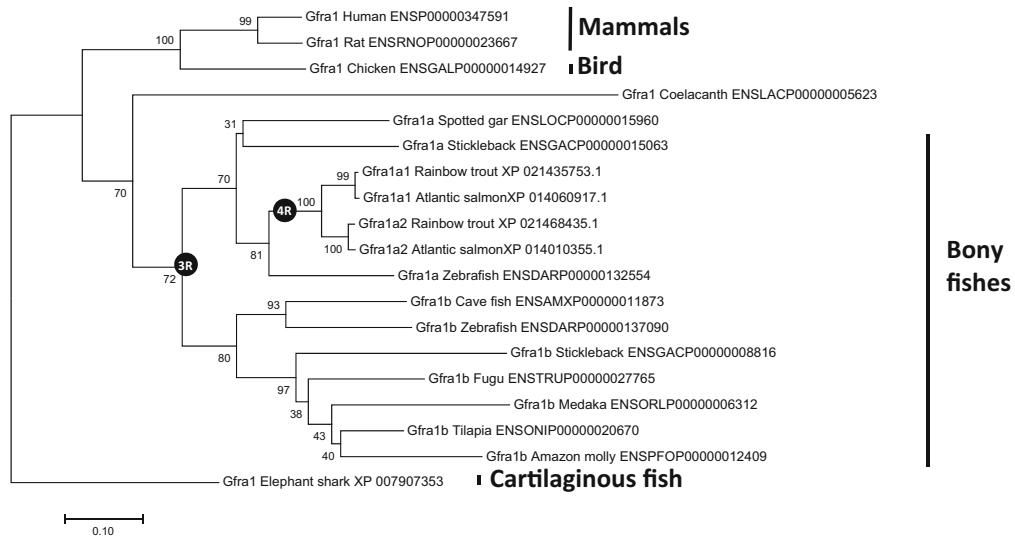 99
Gfra1 Human ENSP00000347591
Mammals
100
Gfra1 Rat ENSRNOP00000023667
Gfra1 Chicken ENSGALP00000014927
Bird
Gfra1 Coelacanth ENSLACP00000005623
31
Gfra1a Spotted gar ENSLOCP00000015960
Gfra1a Stickleback ENSGACP00000015063
70
70
99
Gfra1a1 Rainbow trout XP 021435753.1
Gfra1a1 Atlantic salmonXP 014060917.1
4R
100
Gfra1a2 Rainbow trout XP 021468435.1
100
Gfra1a2 Atlantic salmonXP 014010355.1
81
Gfra1a Zebrafish ENSDARP00000132554
Bony
fishes
3R
72
93
Gfra1b Cave fish ENSAMXP00000011873
Gfra1b Zebrafish ENSDARP00000137090
80
Gfra1b Stickleback ENSGACP00000008816
97
Gfra1b Fugu ENSTRUP00000027765
38
Gfra1b Medaka ENSORLP00000006312
43
Gfra1b Tilapia ENSONIP00000020670
40
Gfra1b Amazon molly ENSPFOP00000012409
Gfra1 Elephant shark XP 007907353
Cartilaginous fish
0.10